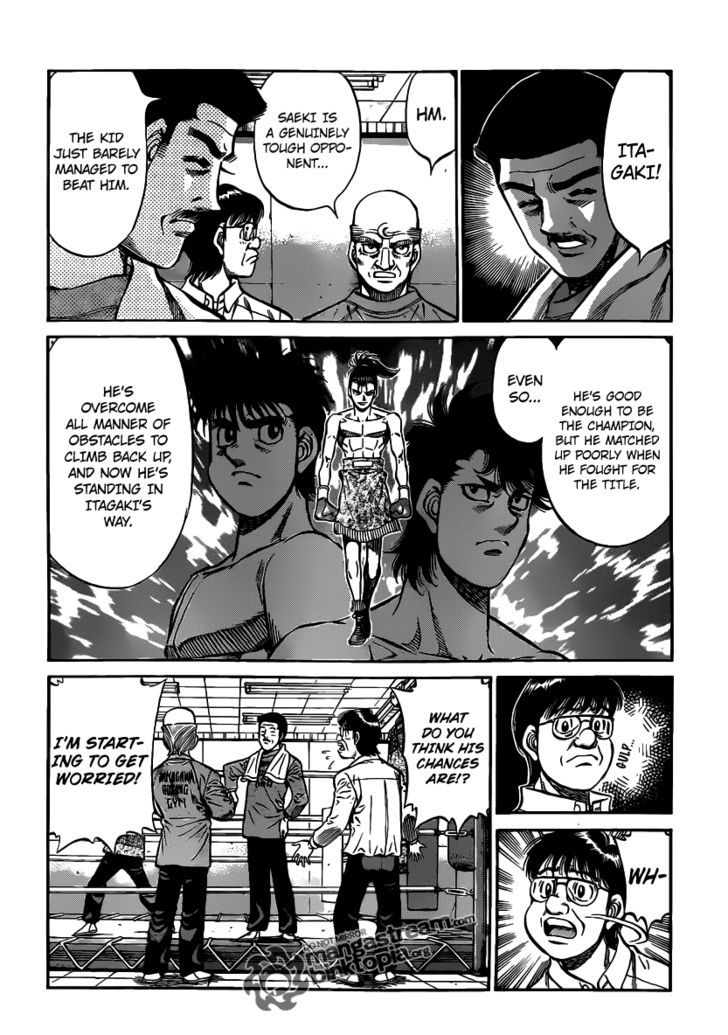 ITA-
GAKI!
HM.
SAEKI IS
A GENUINELY
TOUGH OPPO-
NENT...
THE KID
JUST BARELY
MANAGED TO
BEAT HIM.
HE'S GOOD
ENOUGH TO BE
THE CHAMPION,
BUT HE MATCHED
UP POORLY WHEN
HE FOUGHT FOR
THE TITLE.
EVEN
SO...
HE'S
OVERCOME
ALL MANNER OF
OBSTACLES TO
CLIMB BACK UP,
AND NOW HE'S
STANDING IN
ITAGAKI'S
WAY.
GULP...
WH-
WHAT
DO YOU
THINK HIS
CHANCES
ARE!?
I'M START-
ING TO GET
WORRIED!
BOXING
GYM
DO NOT MIRROR
mangastream.com
binktopia.org